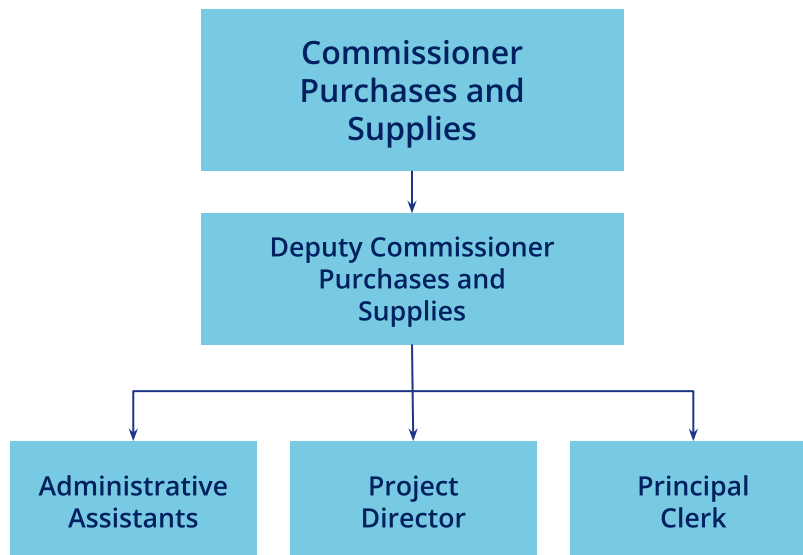 Commissioner
Purchases and
Supplies
Deputy Commissioner
Purchases and
Supplies
Administrative
Assistants
Project
Director
Principal
Clerk